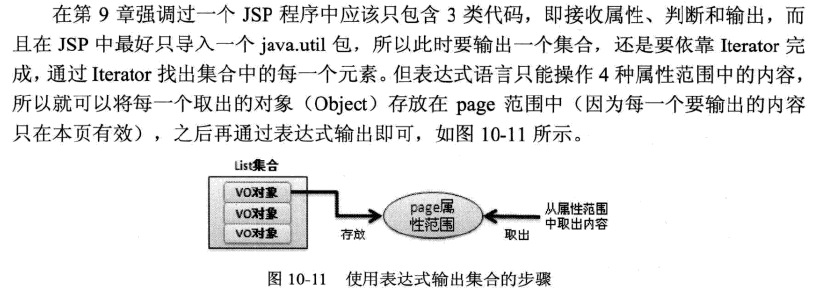 在第 9 章强调过一个 JSP 程序中应该只包含 3 类代码，即接收属性、判断和输出，而
且在 JSP 中最好只导入一个 java.util 包，所以此时要输出一个集合，还是要依靠 Iterator 完
成，通过 Iterator 找出集合中的每一个元素。但表达式语言只能操作 4 种属性范围中的内容，
所以就可以将每一个取出的对象（Object）存放在 page 范围中（因为每一个要输出的内容
只在本页有效），之后再通过表达式输出即可，如图 10-11 所示。
List集合
VO对象
VO对象
VO对象
存放
page属
性范围
取出
从属性范围
中取出内容
图 10-11 使用表达式输出集合的步骤